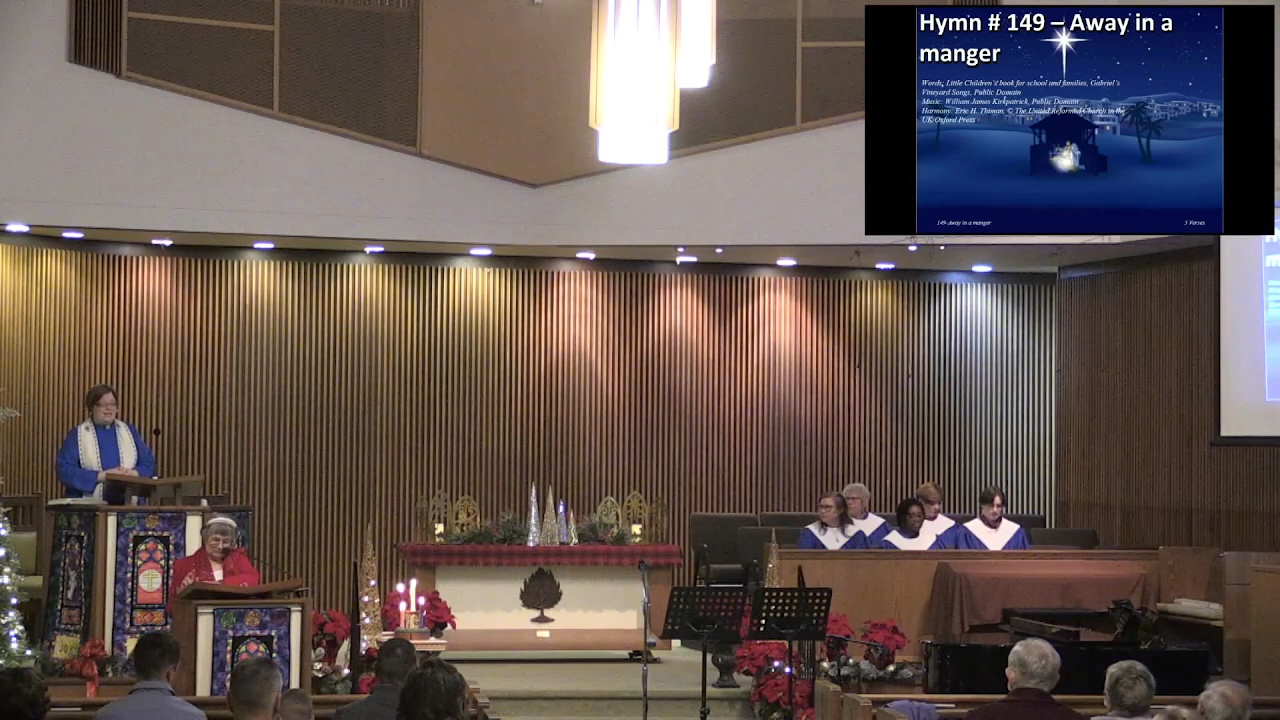 Hymn # 149 – Away in a
manger
Words: Little Children's book for school and families, Gabriel's
Vineyard Songs, Public Domain
Music: William James Kirkpatrick, Public Domain
Harmony: Eric H. Thiman, © The United Reformed Church in the
UK/Oxford Press
149-Away in a manger
3 Verses